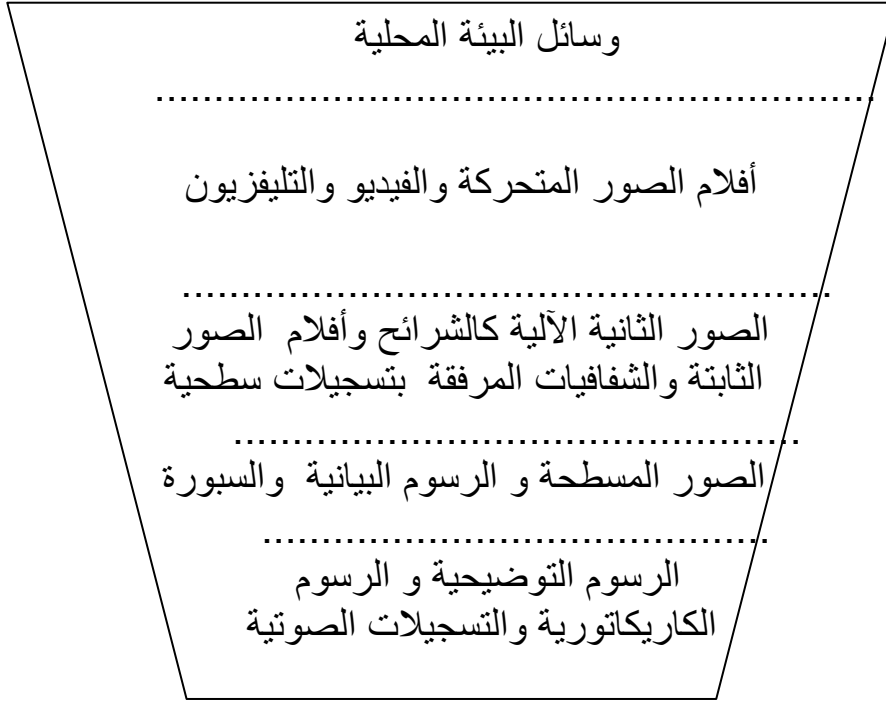 وسائل البيئة المحلية
............................................................
أفلام الصور المتحركة والفيديو والتليفزيون
......................................................
الصور الثانية الآلية كالشرائح وأفلام الصور
الثابتة والشفافيات المرفقة بتسجيلات سطحية
...............................................
الصور المسطحة و الرسوم البيانية والسبورة
..........................................
الرسوم التوضيحية و الرسوم
الكاريكاتورية والتسجيلات الصوتية